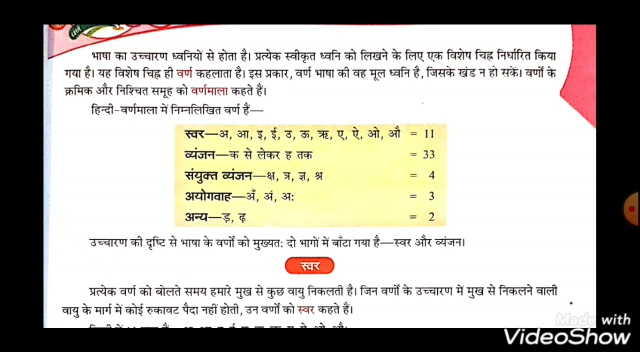 भाषा का उच्चारण ध्वनियों से होता है। प्रत्येक स्वीकृत ध्वनि को लिखने के लिए एक विशेष चिह्न निर्धारित किया
गया है। यह विशेष चिह्न ही वर्ण कहलाता है। इस प्रकार, वर्ण भाषा की वह मूल ध्वनि है, जिसके खंड न हो सकें। वर्णों के
क्रमिक और निश्चित समूह को वर्णमाला कहते हैं।
हिन्दी-वर्णमाला में निम्नलिखित वर्ण हैं—
स्वर—अ, आ, इ, ई, उ, ऊ, ऋ, ए, ऐ, ओ, औ = 11
व्यंजन—क से लेकर ह तक = 33
संयुक्त व्यंजन—क्ष, त्र, ज्ञ, श्र = 4
अयोगवाह—अँ, अं, अः = 3
अन्य—ड़, ढ़ = 2
उच्चारण की दृष्टि से भाषा के वर्णों को मुख्यतः दो भागों में बाँटा गया है—स्वर और व्यंजन।
स्वर
प्रत्येक वर्ण को बोलते समय हमारे मुख से कुछ वायु निकलती है। जिन वर्णों के उच्चारण में मुख से निकलने वाली
वायु के मार्ग में कोई रुकावट पैदा नहीं होती, उन वर्णों को स्वर कहते हैं।
Made with
VideoShow